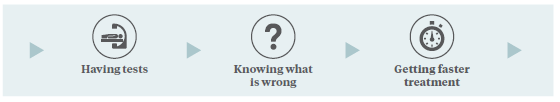 Having tests
Knowing what
is wrong
Getting faster
treatment